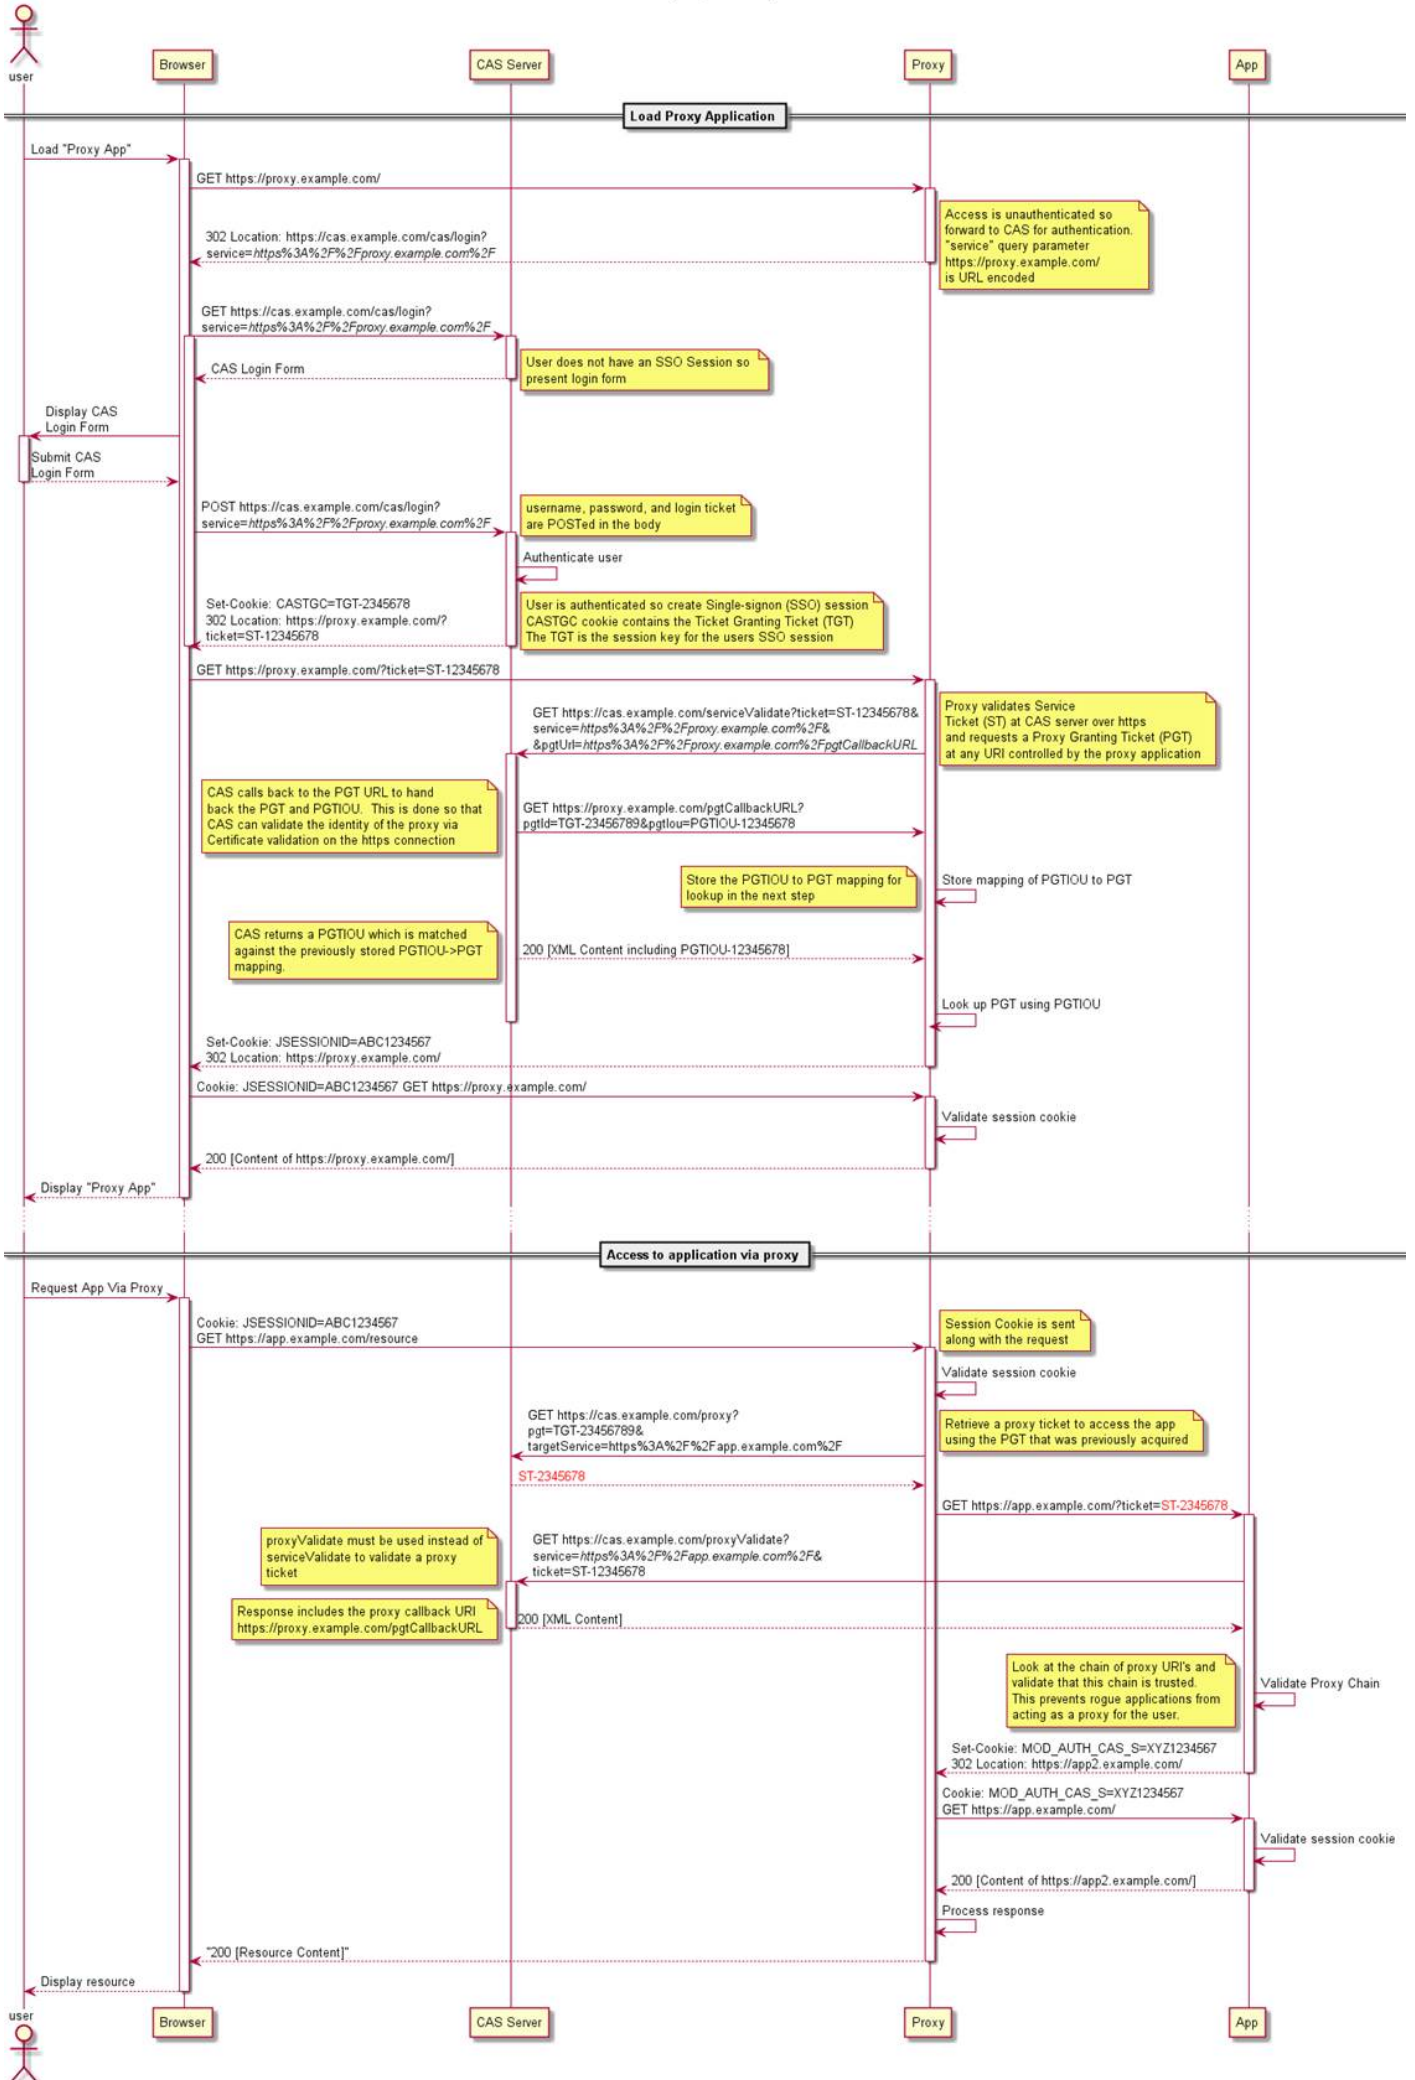 user
Browser
CAS Server
Proxy
App
Load Proxy Application
Load "Proxy App"
GET https://proxy.example.com/
Access is unauthenticated so
forward to CAS for authentication.
"service" query parameter
https://proxy.example.com/
is URL encoded
302 Location: https://cas.example.com/cas/login?
service=https%3A%2F%2Fproxy.example.com%2F
GET https://cas.example.com/cas/login?
service=https%3A%2F%2Fproxy.example.com%2F
User does not have an SSO Session so
present login form
CAS Login Form
Display CAS
Login Form
Submit CAS
Login Form
POST https://cas.example.com/cas/login?
service=https%3A%2F%2Fproxy.example.com%2F
username, password, and login ticket
are POSTed in the body
Authenticate user
Set-Cookie: CASTGC=TGT-2345678
302 Location: https://proxy.example.com/?
ticket=ST-12345678
User is authenticated so create Single-signon (SSO) session
CASTGC cookie contains the Ticket Granting Ticket (TGT)
The TGT is the session key for the users SSO session
GET https://proxy.example.com/?ticket=ST-12345678
Proxy validates Service
Ticket (ST) at CAS server over https
and requests a Proxy Granting Ticket (PGT)
at any URI controlled by the proxy application
GET https://cas.example.com/serviceValidate?ticket=ST-12345678&
service=https%3A%2F%2Fproxy.example.com%2F&
&pgtUrl=https%3A%2F%2Fproxy.example.com%2FpgtCallbackURL
CAS calls back to the PGT URL to hand
back the PGT and PGTIOU. This is done so that
CAS can validate the identity of the proxy via
Certificate validation on the https connection
GET https://proxy.example.com/pgtCallbackURL?
pgtId=TGT-23456789&pgtIou=PGTIOU-12345678
Store the PGTIOU to PGT mapping for
lookup in the next step
Store mapping of PGTIOU to PGT
CAS returns a PGTIOU which is matched
against the previously stored PGTIOU->PGT
mapping.
200 [XML Content including PGTIOU-12345678]
Look up PGT using PGTIOU
Set-Cookie: JSESSIONID=ABC1234567
302 Location: https://proxy.example.com/
Cookie: JSESSIONID=ABC1234567 GET https://proxy.example.com/
Validate session cookie
200 [Content of https://proxy.example.com/]
Display "Proxy App"
Access to application via proxy
Request App Via Proxy
Cookie: JSESSIONID=ABC1234567
GET https://app.example.com/resource
Session Cookie is sent
along with the request
Validate session cookie
GET https://cas.example.com/proxy?
pgt=TGT-23456789&
targetService=https%3A%2F%2Fapp.example.com%2F
Retrieve a proxy ticket to access the app
using the PGT that was previously acquired
ST-2345678
GET https://app.example.com/?ticket=ST-2345678
proxyValidate must be used instead of
serviceValidate to validate a proxy
ticket
GET https://cas.example.com/proxyValidate?
service=https%3A%2F%2Fapp.example.com%2F&
ticket=ST-12345678
Response includes the proxy callback URI
https://proxy.example.com/pgtCallbackURL
200 [XML Content]
Look at the chain of proxy URI's and
validate that this chain is trusted.
This prevents rogue applications from
acting as a proxy for the user.
Validate Proxy Chain
Set-Cookie: MOD_AUTH_CAS_S=XYZ1234567
302 Location: https://app2.example.com/
Cookie: MOD_AUTH_CAS_S=XYZ1234567
GET https://app.example.com/
Validate session cookie
200 [Content of https://app2.example.com/]
Process response
"200 [Resource Content]"
Display resource
user
Browser
CAS Server
Proxy
App